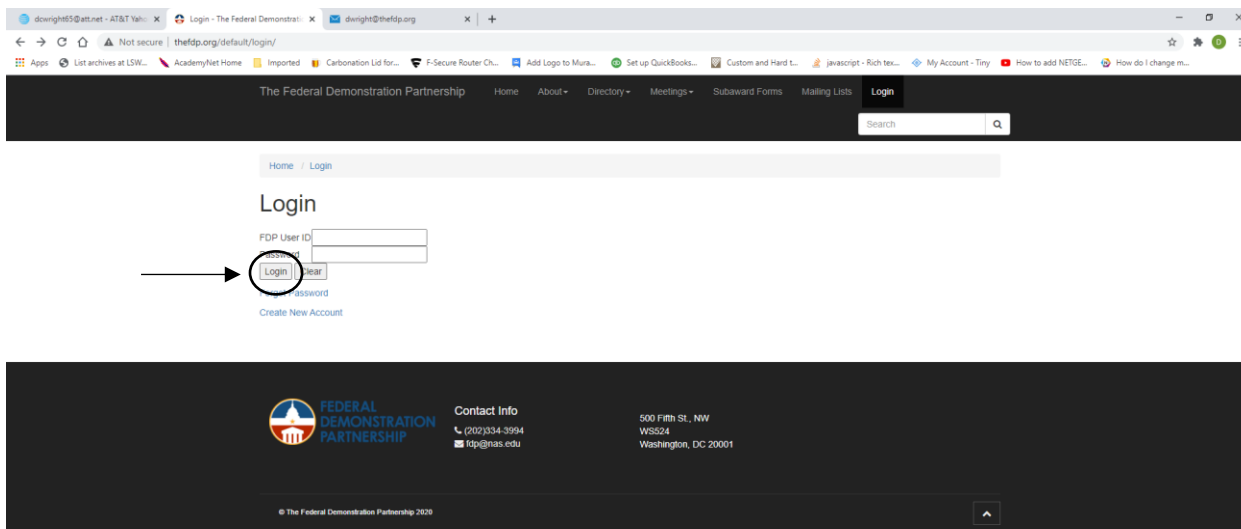 dcwright65@att.net - AT&T Yaho
Login - The Federal Demonstratio
dwright@thefdp.org
Not secure | thefdp.org/default/login/
Apps List archives at LSW... AcademyNet Home Imported Carbonation Lid for... F-Secure Router Ch... Add Logo to Mura... Set up QuickBooks... Custom and Hard t... javascript - Rich tex... My Account - Tiny How to add NETGE... How do I change m...
The Federal Demonstration Partnership Home About Directory Meetings Subaward Forms Mailing Lists Login
Search
Home / Login
Login
FDP User ID
Password
Login Clear
Forgot Password
Create New Account
FEDERAL
DEMONSTRATION
PARTNERSHIP
Contact Info
(202)334-3994
fdp@nas.edu
500 Fifth St., NW
WS524
Washington, DC 20001
© The Federal Demonstration Partnership 2020